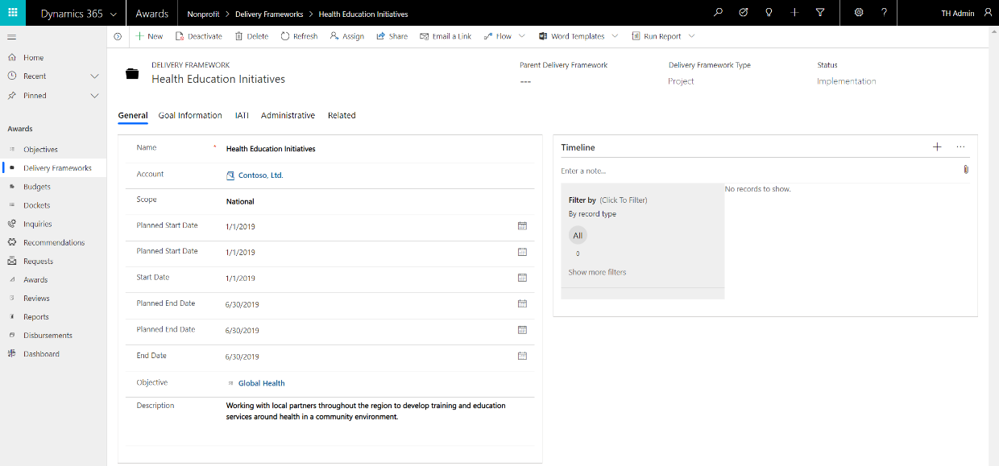 Dynamics 365 Awards Nonprofit > Delivery Frameworks > Health Education Initiatives TH Admin
New Deactivate Delete Refresh Assign Share Email a Link Flow Word Templates Run Report
Home
Recent
Pinned
Awards
Objectives
Delivery Frameworks
Budgets
Dockets
Inquiries
Recommendations
Requests
Awards
Reviews
Reports
Disbursements
Dashboard
DELIVERY FRAMEWORK
Health Education Initiatives
Parent Delivery Framework
---
Delivery Framework Type
Project
Status
Implementation
General Goal Information IATI Administrative Related
Name * Health Education Initiatives
Account Contoso, Ltd.
Scope National
Planned Start Date 1/1/2019
Planned Start Date 1/1/2019
Start Date 1/1/2019
Planned End Date 6/30/2019
Planned End Date 6/30/2019
End Date 6/30/2019
Objective Global Health
Description Working with local partners throughout the region to develop training and education
services around health in a community environment.
Timeline
Enter a note...
Filter by (Click To Filter)
By record type
All
0
Show more filters
No records to show.